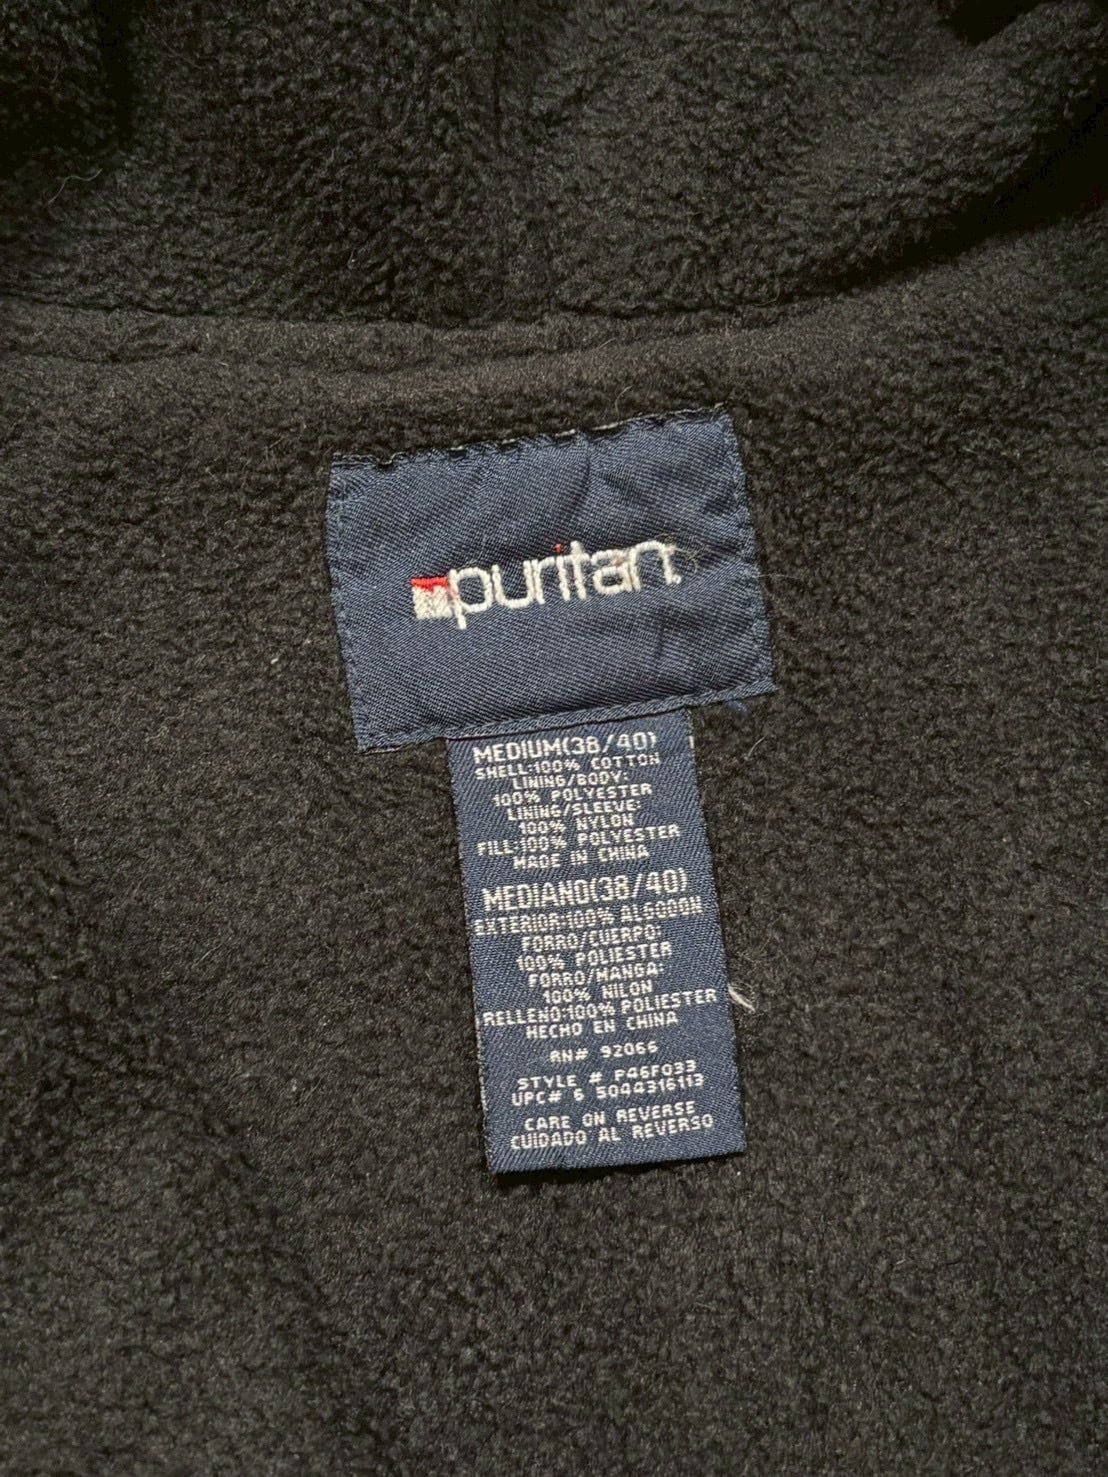 puritan
MEDIUM(38/40)
SHELL:100% COTTON
LINING/BODY:
100% POLYESTER
LINING/SLEEVE:
100% NYLON
FILL:100% POLYESTER
MADE IN CHINA
MEDIANO(38/40)
EXTERIOR:100% ALGODON
FORRO/CUERPO:
100% POLIESTER
FORRO/MANGA:
100% NILON
RELLENO:100% POLIESTER
HECHO EN CHINA
RN# 92066
STYLE # P46F033
UPC# 6 5044316113
CARE ON REVERSE
CUIDADO AL REVERSO